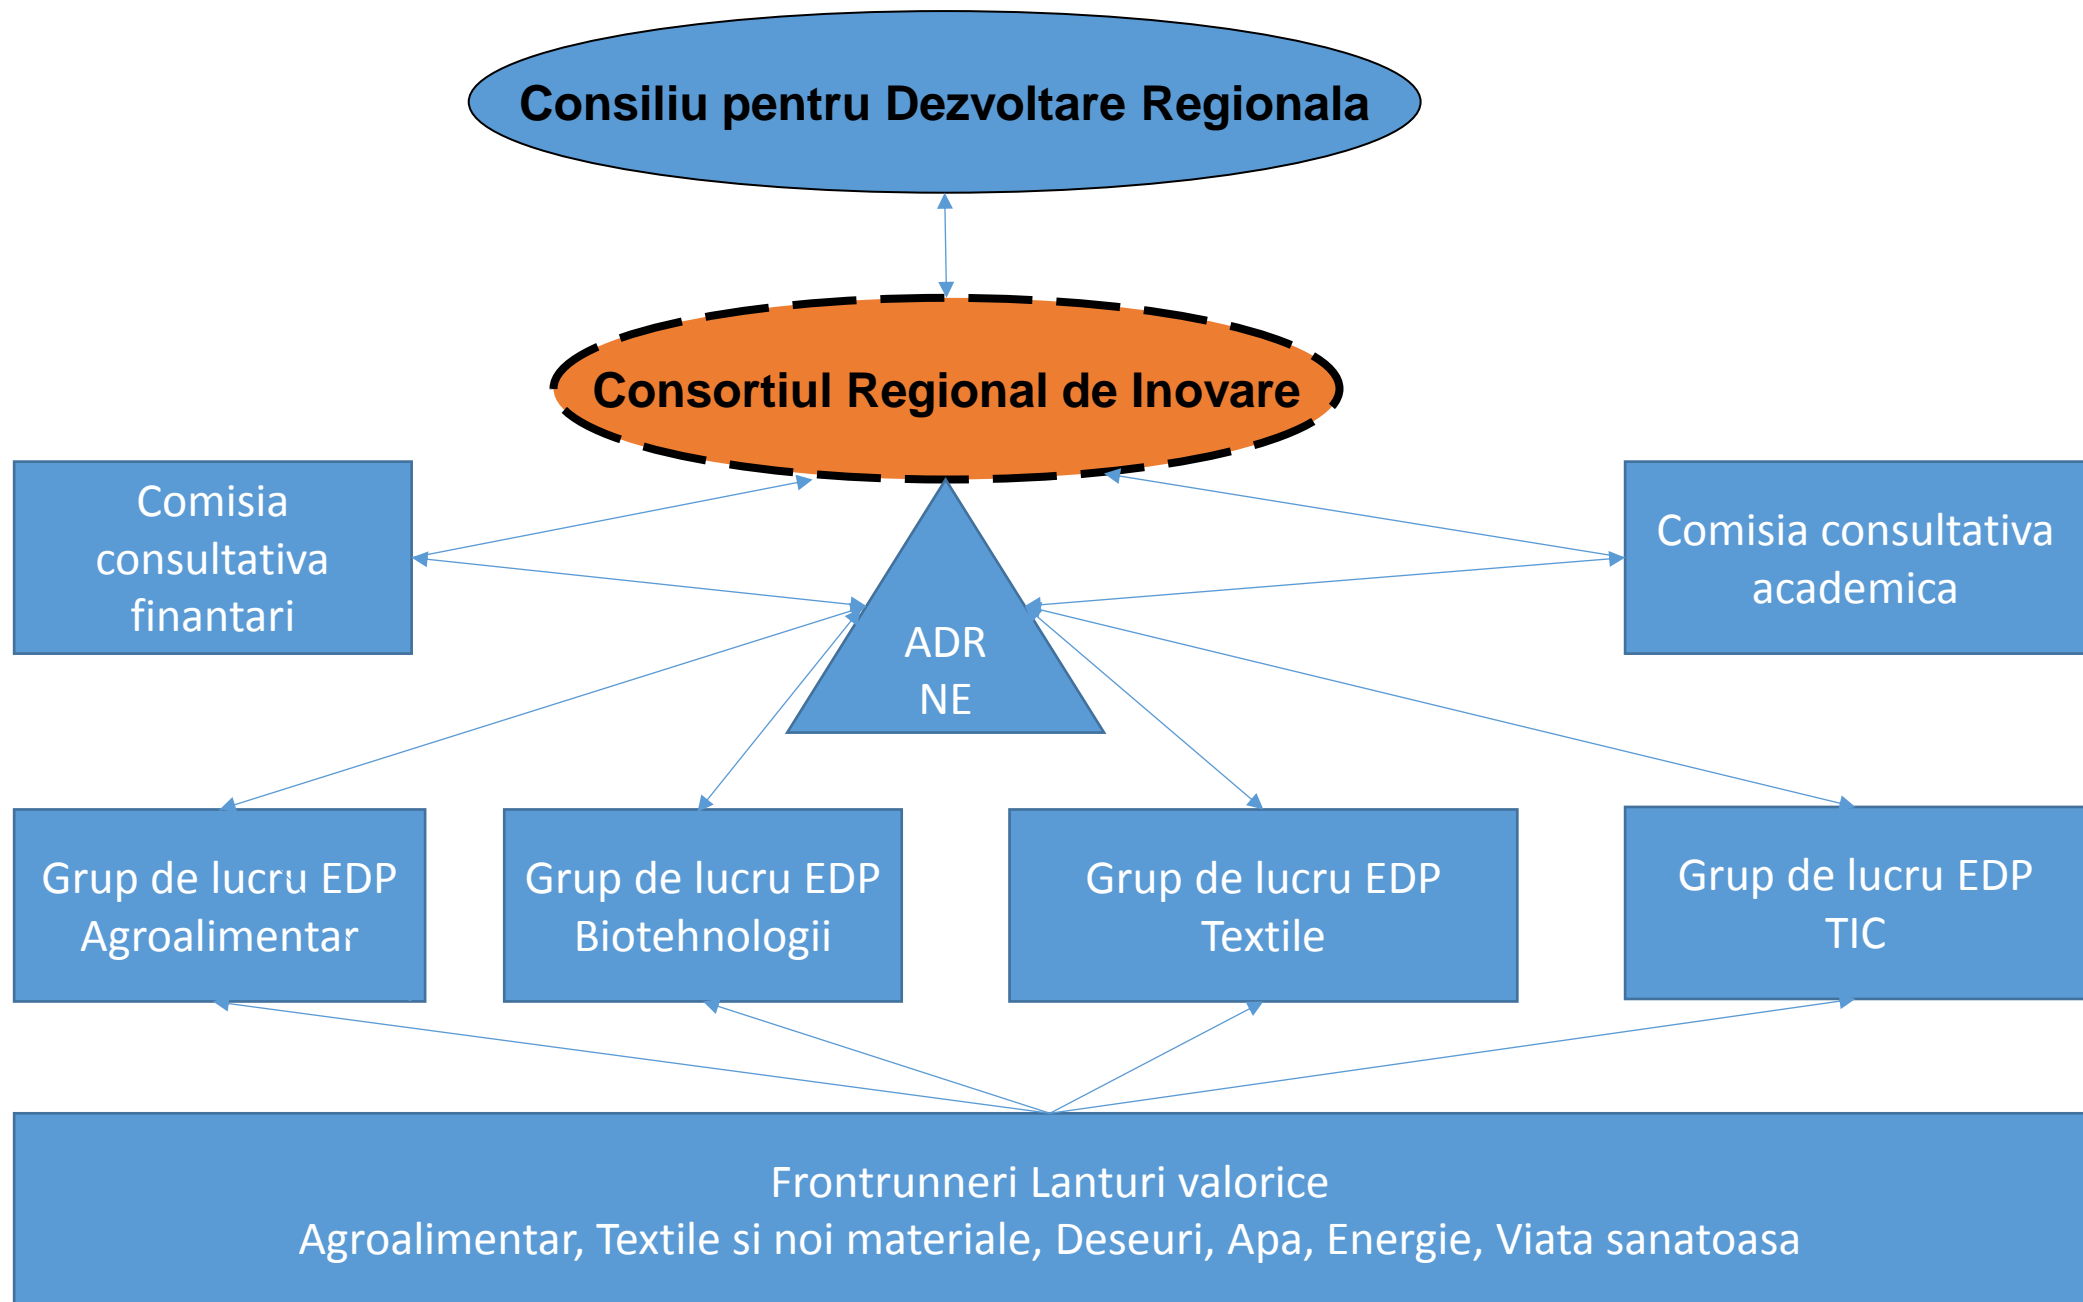 Consiliu pentru Dezvoltare Regionala
Consortiul Regional de Inovare
Comisia
consultativa
finantari
Comisia consultativa
academica
ADR
NE
Grup de lucru EDP
Agroalimentar
Grup de lucru EDP
Biotehnologii
Grup de lucru EDP
Textile
Grup de lucru EDP
TIC
Frontrunneri Lanturi valorice
Agroalimentar, Textile si noi materiale, Deseuri, Apa, Energie, Viata sanatoasa